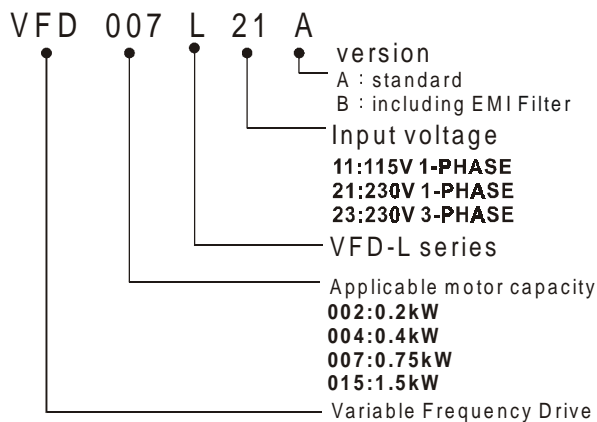 VFD 007 L 21 A
version
A : standard
B : including EMI Filter
Input voltage
11:115V 1-PHASE
21:230V 1-PHASE
23:230V 3-PHASE
VFD-L series
Applicable motor capacity
002:0.2kW
004:0.4kW
007:0.75kW
015:1.5kW
Variable Frequency Drive